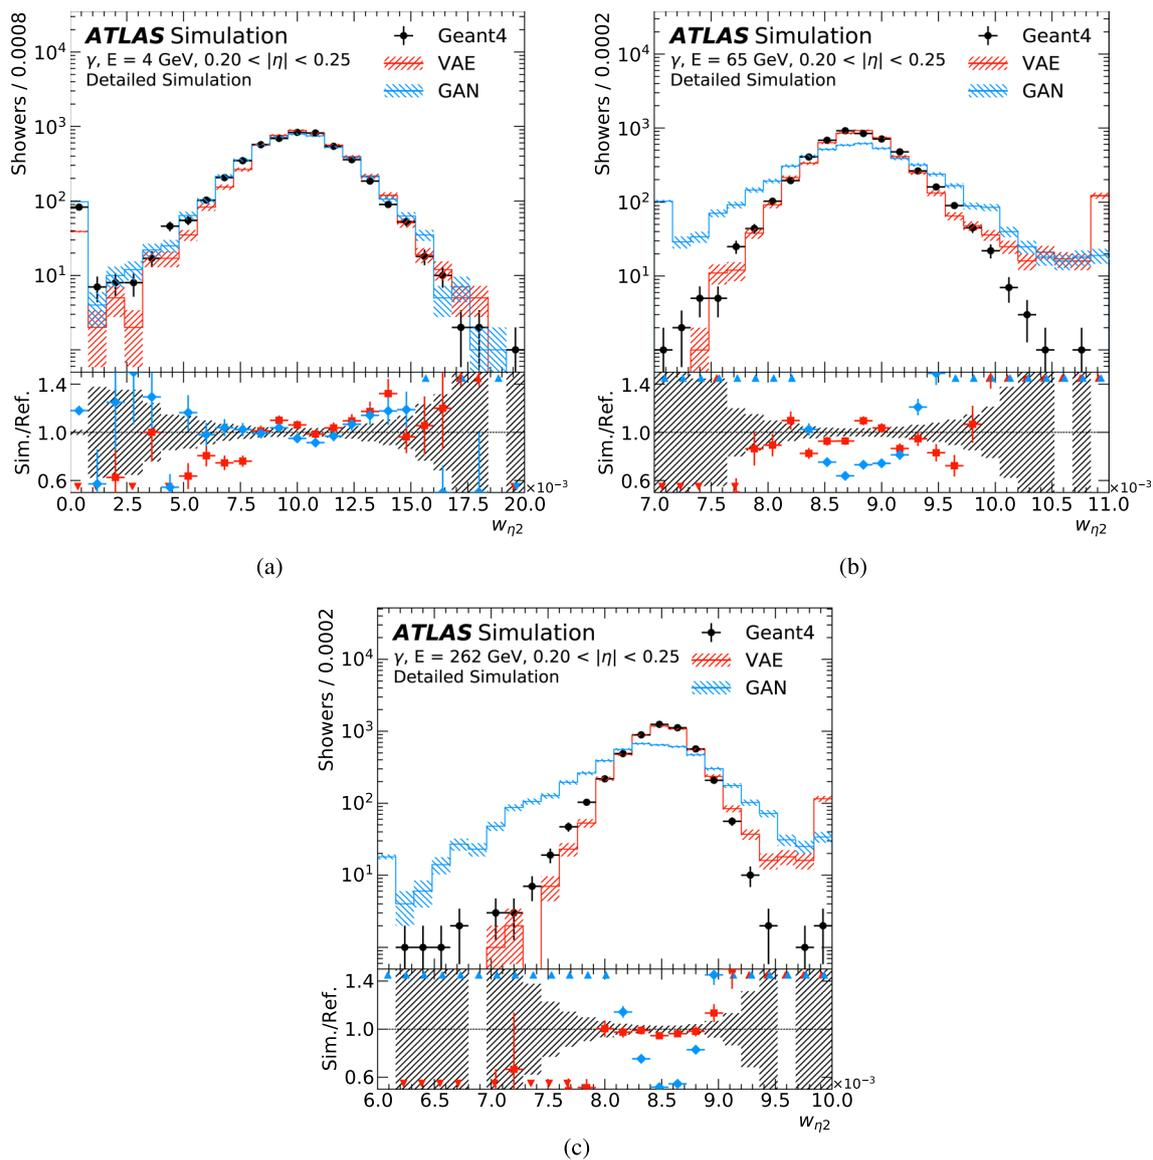 Showers / 0.0008
10⁴
10³
10²
10¹
ATLAS Simulation
γ, E = 4 GeV, 0.20 < |η| < 0.25
Detailed Simulation
Geant4
VAE
GAN
Sim./Ref.
1.4
1.0
0.6
0.0 2.5 5.0 7.5 10.0 12.5 15.0 17.5 20.0
×10⁻³
wη2
(a)
Showers / 0.0002
10⁴
10³
10²
10¹
ATLAS Simulation
γ, E = 65 GeV, 0.20 < |η| < 0.25
Detailed Simulation
Geant4
VAE
GAN
Sim./Ref.
1.4
1.0
0.6
7.0 7.5 8.0 8.5 9.0 9.5 10.0 10.5 11.0
×10⁻³
wη2
(b)
Showers / 0.0002
10⁴
10³
10²
10¹
ATLAS Simulation
γ, E = 262 GeV, 0.20 < |η| < 0.25
Detailed Simulation
Geant4
VAE
GAN
Sim./Ref.
1.4
1.0
0.6
6.0 6.5 7.0 7.5 8.0 8.5 9.0 9.5 10.0
×10⁻³
wη2
(c)